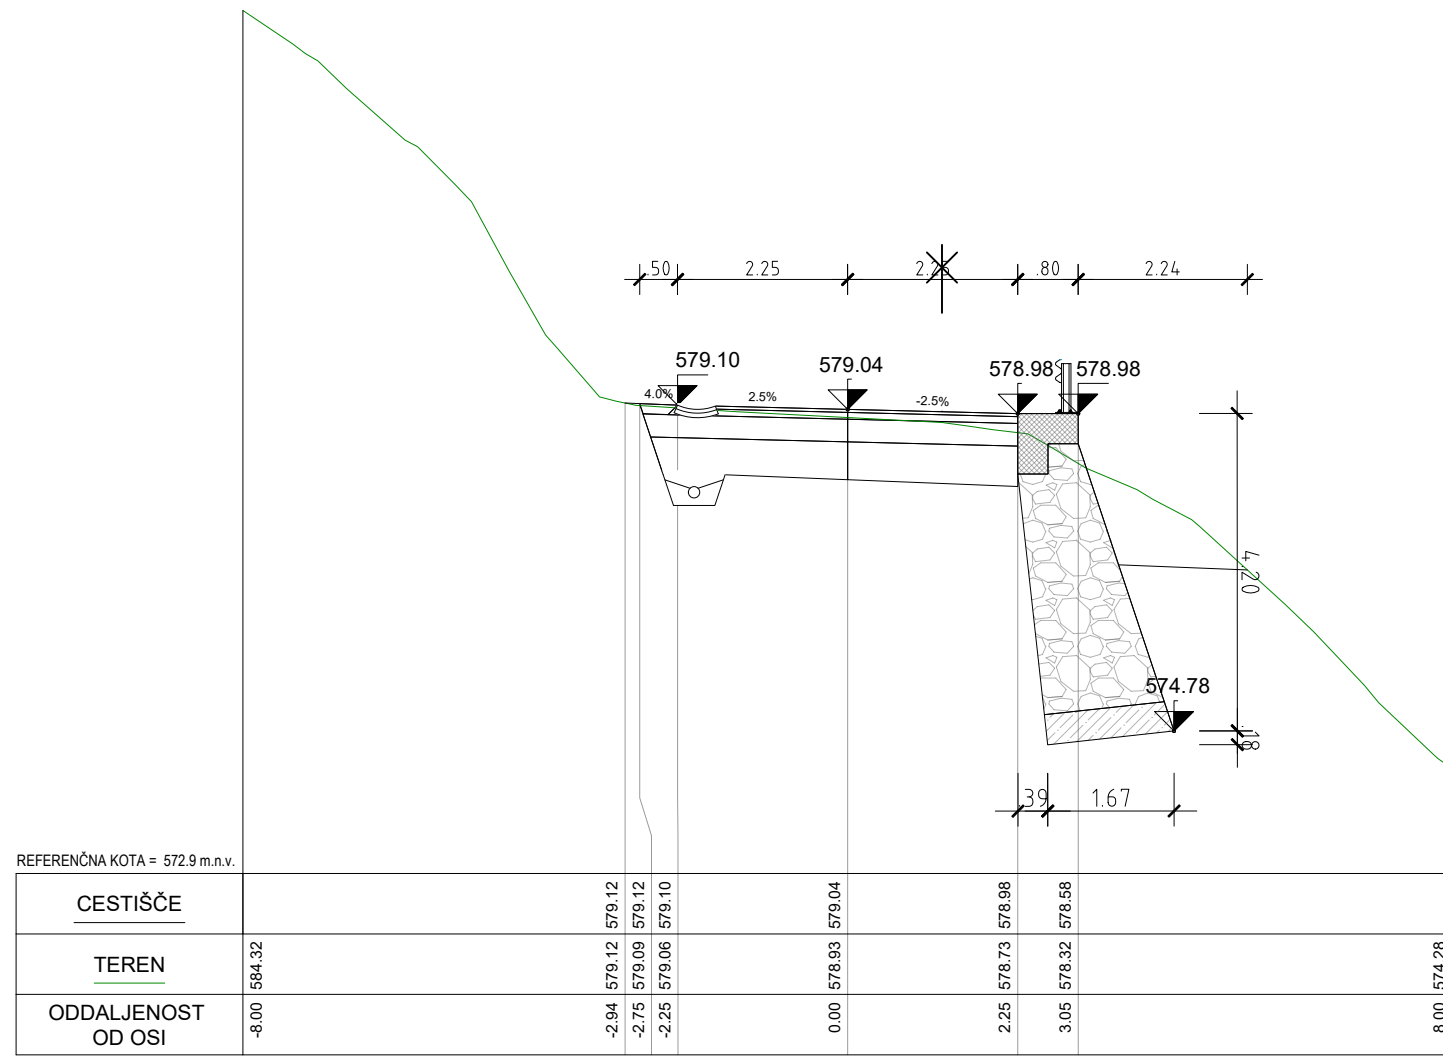 .50 2.25 2.25 .80 2.24
579.10 579.04 578.98 578.98
4.0% 2.5% -2.5%
4.20
574.78
.18
.39 1.67
REFERENČNA KOTA = 572.9 m.n.v.
CESTIŠČE 579.12 579.12 579.10 579.04 578.98 578.58
TEREN 584.32 579.12 579.09 579.06 578.93 578.73 578.32 574.28
ODDALJENOST
OD OSI -8.00 -2.94 -2.75 -2.25 0.00 2.25 3.05 8.00